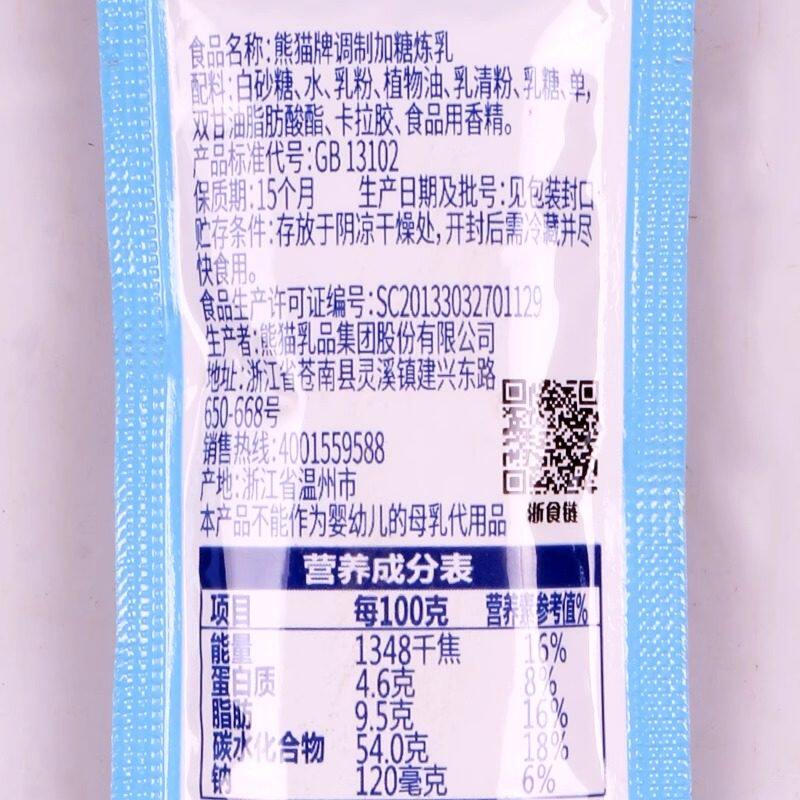 食品名称:熊猫牌调制加糖炼乳
配料:白砂糖、水、乳粉、植物油、乳清粉、乳糖、单,
双甘油脂肪酸酯、卡拉胶、食品用香精。
产品标准代号:GB 13102
保质期:15个月 生产日期及批号:见包装封口
贮存条件:存放于阴凉干燥处,开封后需冷藏并尽
快食用。
食品生产许可证编号:SC20133032701129
生产者:熊猫乳品集团股份有限公司
地址:浙江省苍南县灵溪镇建兴东路
650-668号
销售热线:4001559588
产地:浙江省温州市
本产品不能作为婴幼儿的母乳代用品
浙食链
营养成分表
项目 每100克 营养素参考值%
能量 1348千焦 16%
蛋白质 4.6克 8%
脂肪 9.5克 16%
碳水化合物 54.0克 18%
钠 120毫克 6%